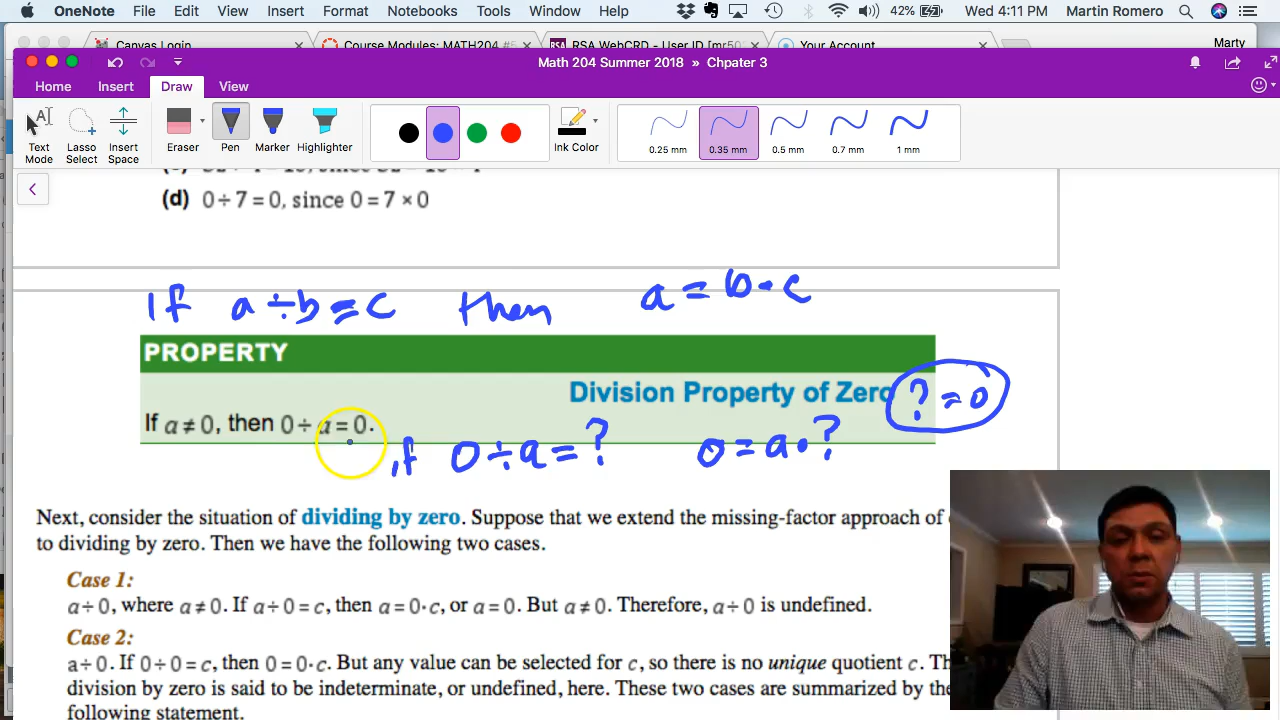 OneNote File Edit View Insert Format Notebooks Tools Window Help 42% Wed 4:11 PM Martin Romero
Canvas Login Course Modules: MATH204 RSA WebCRD - User ID Your Account Marty
Math 204 Summer 2018 » Chpater 3
Home Insert Draw View
Text Mode Lasso Select Insert Space Eraser Pen Marker Highlighter Ink Color 0.25 mm 0.35 mm 0.5 mm 0.7 mm 1 mm
(d) 0 ÷ 7 = 0, since 0 = 7 × 0
If a ÷ b = c then a = b · c
PROPERTY
Division Property of Zero
? = 0
If a ≠ 0, then 0 ÷ a = 0.
if 0 ÷ a = ? 0 = a · ?
Next, consider the situation of dividing by zero. Suppose that we extend the missing-factor approach of
to dividing by zero. Then we have the following two cases.
Case 1:
a ÷ 0, where a ≠ 0. If a ÷ 0 = c, then a = 0 · c, or a = 0. But a ≠ 0. Therefore, a ÷ 0 is undefined.
Case 2:
a ÷ 0. If 0 ÷ 0 = c, then 0 = 0 · c. But any value can be selected for c, so there is no unique quotient c.
division by zero is said to be indeterminate, or undefined, here. These two cases are summarized by the
following statement.